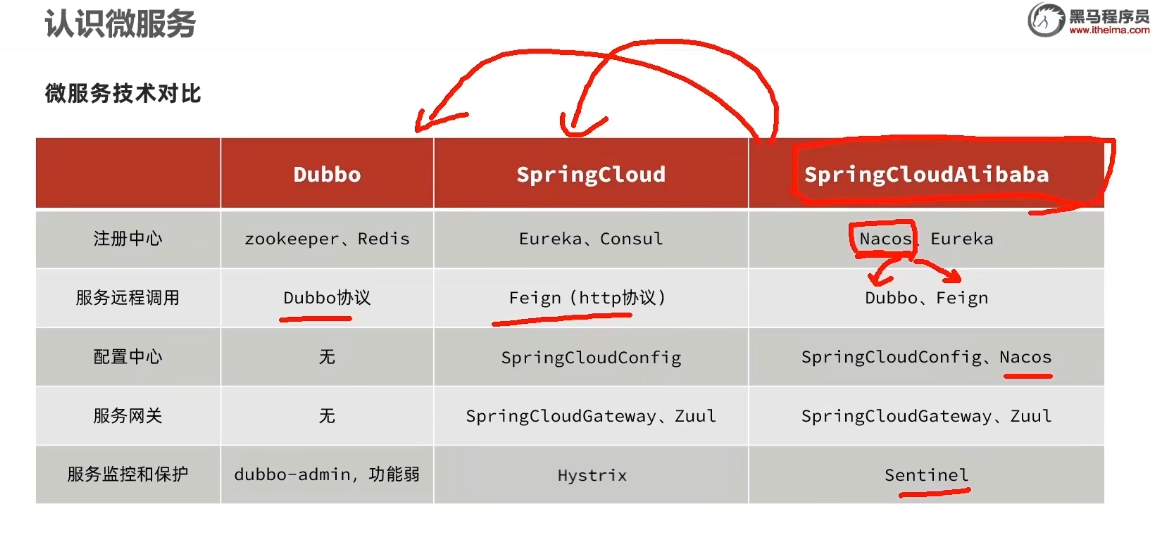 认识微服务
黑马程序员
www.itheima.com
微服务技术对比
Dubbo SpringCloud SpringCloudAlibaba
注册中心 zookeeper、Redis Eureka、Consul Nacos、Eureka
服务远程调用 Dubbo协议 Feign（http协议） Dubbo、Feign
配置中心 无 SpringCloudConfig SpringCloudConfig、Nacos
服务网关 无 SpringCloudGateway、Zuul SpringCloudGateway、Zuul
服务监控和保护 dubbo-admin，功能弱 Hystrix Sentinel